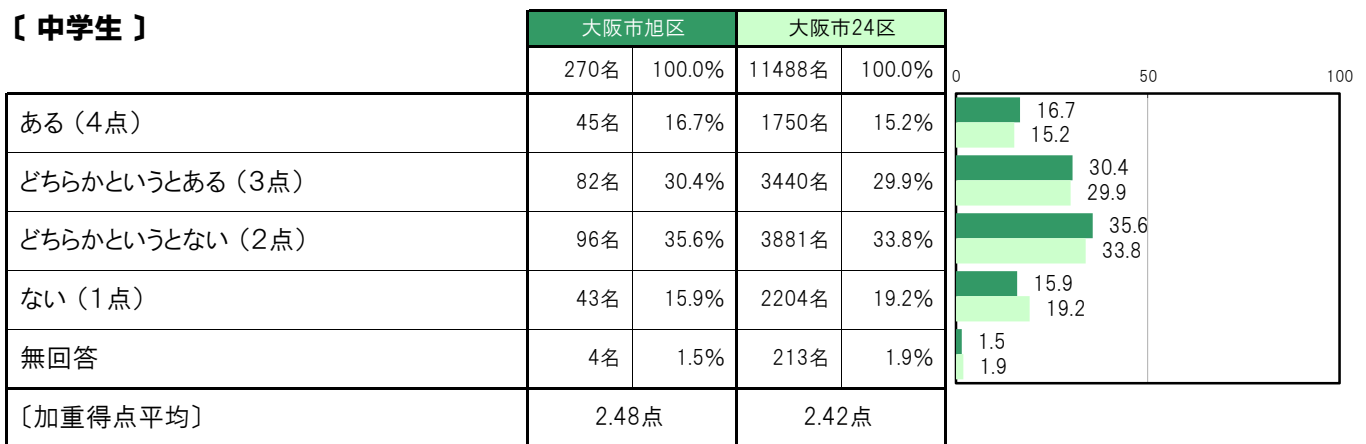 〔 中学生 〕
大阪市旭区 大阪市24区
270名 100.0% 11488名 100.0%
0 50 100
ある（4点） 45名 16.7% 1750名 15.2%
16.7
15.2
どちらかというとある（3点） 82名 30.4% 3440名 29.9%
30.4
29.9
どちらかというとない（2点） 96名 35.6% 3881名 33.8%
35.6
33.8
ない（1点） 43名 15.9% 2204名 19.2%
15.9
19.2
無回答 4名 1.5% 213名 1.9%
1.5
1.9
〔加重得点平均〕 2.48点 2.42点